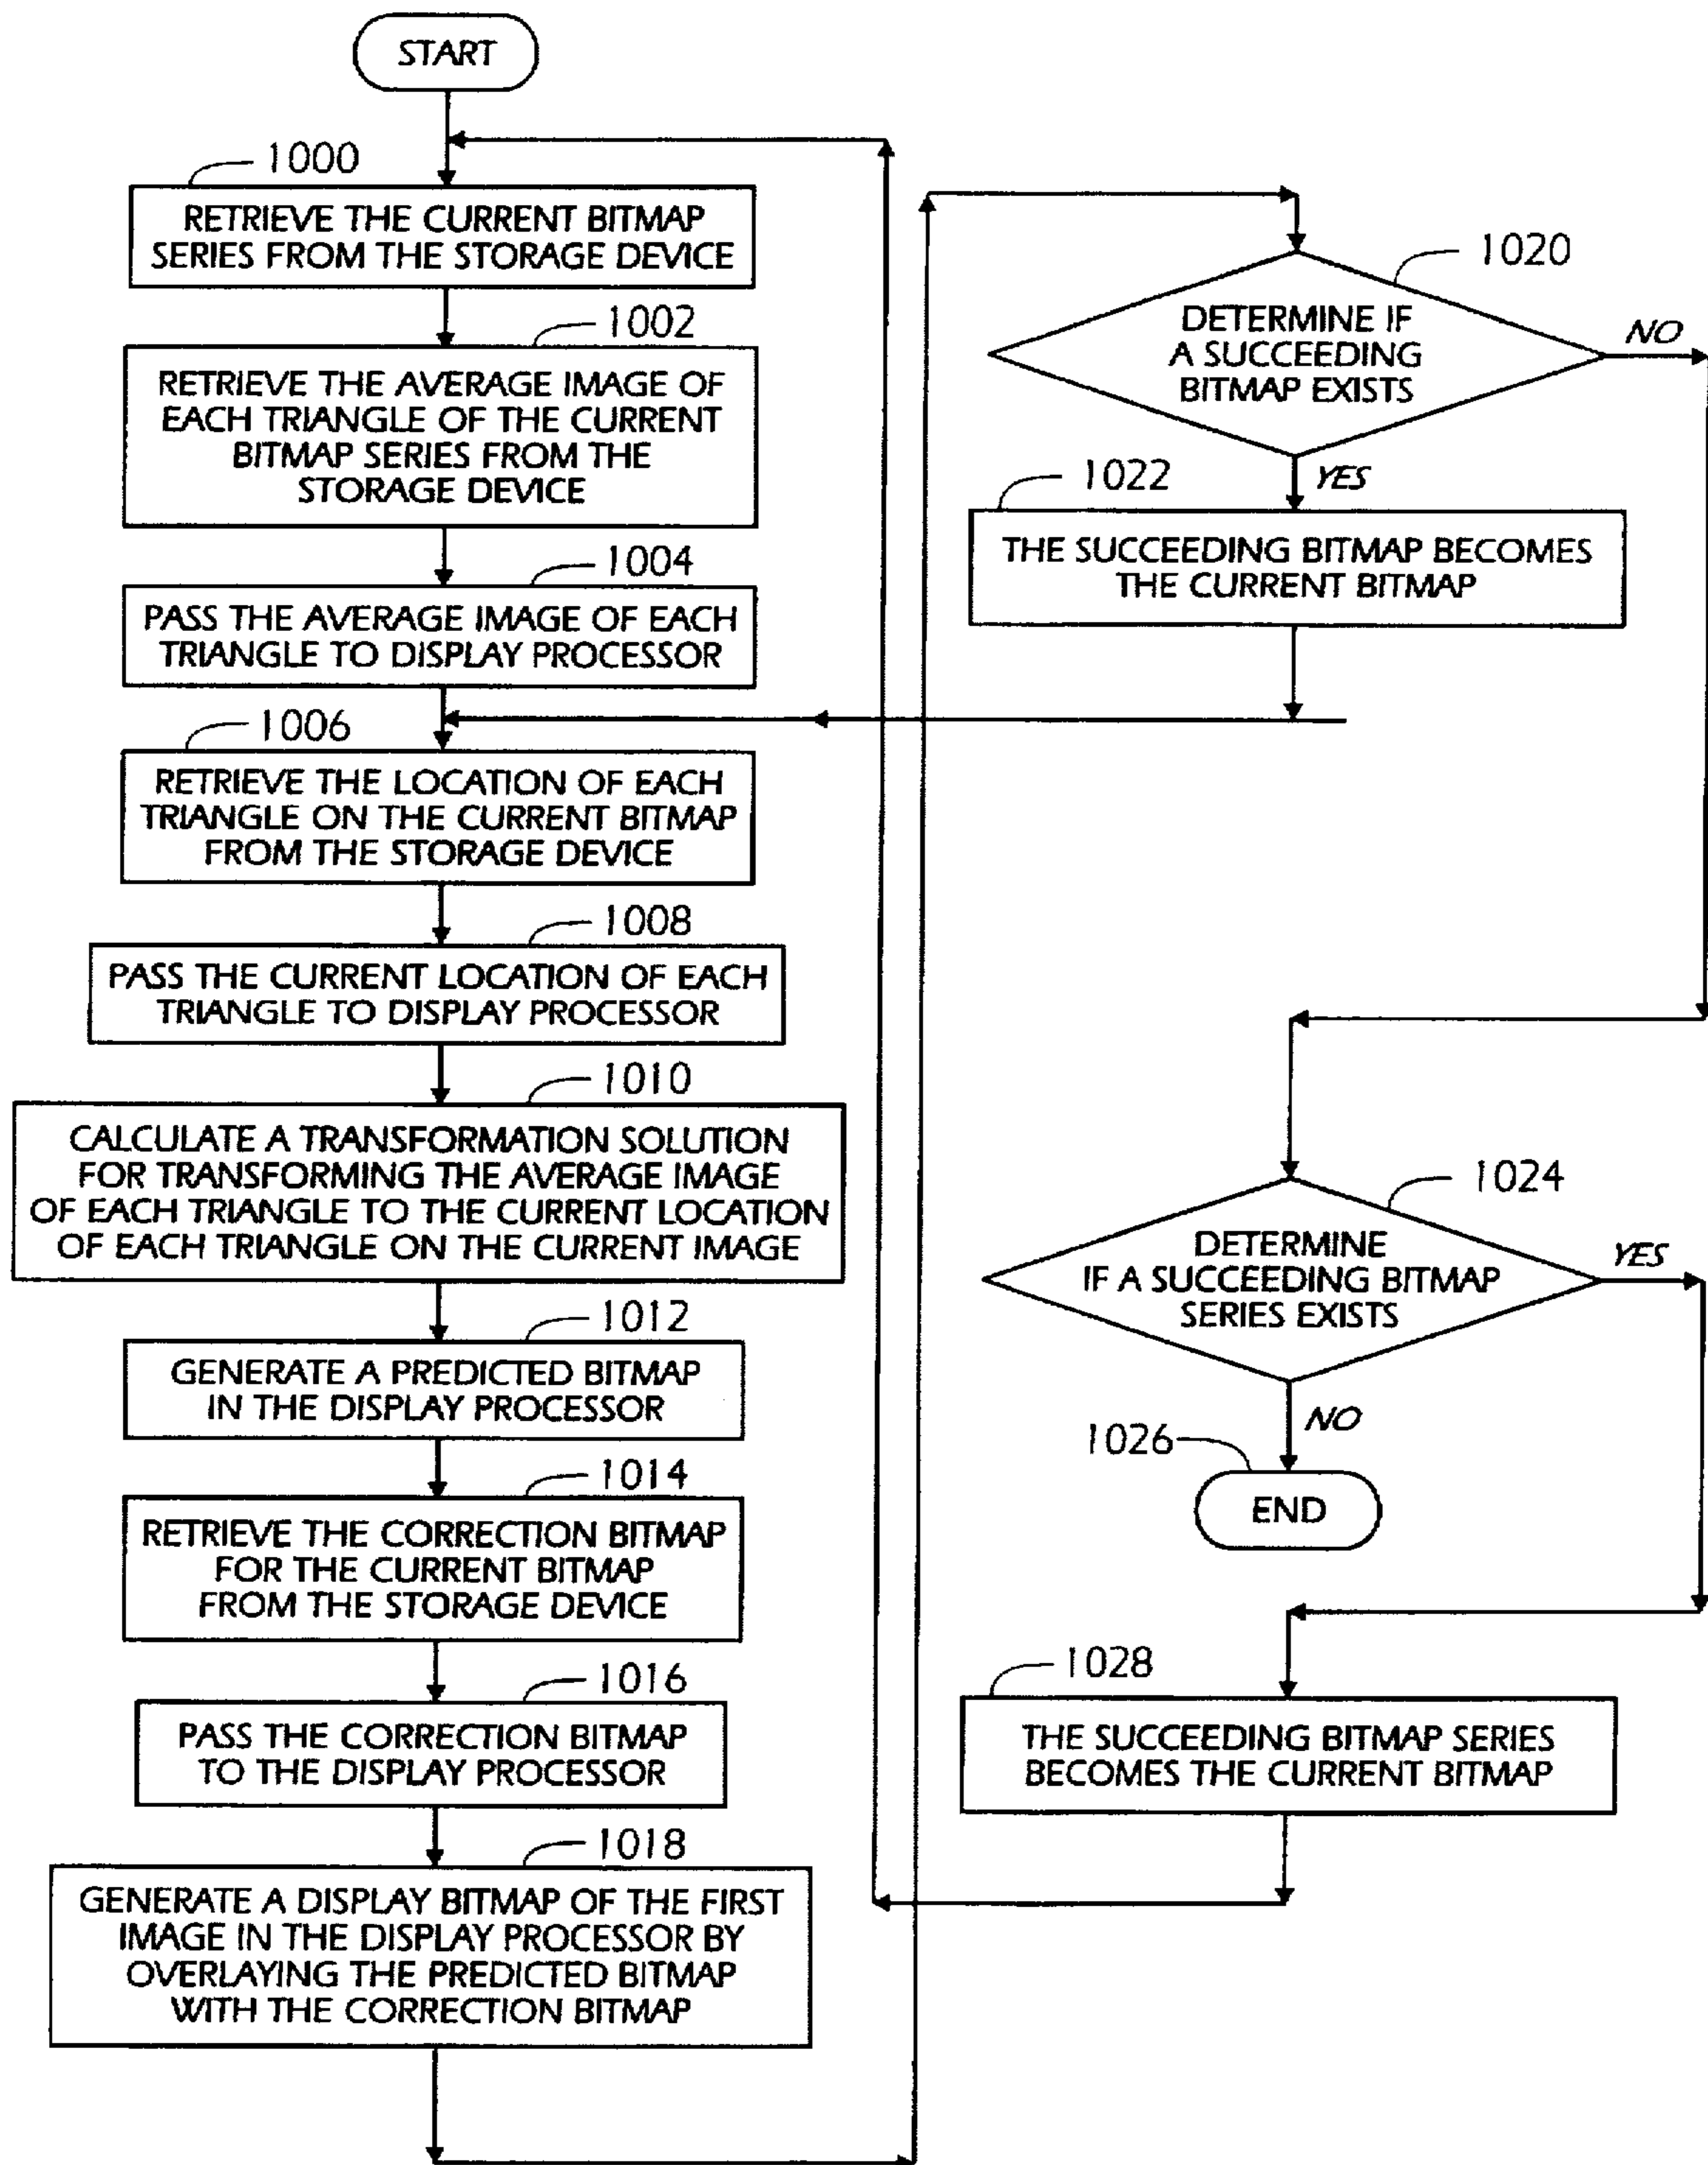 START
1000
RETRIEVE THE CURRENT BITMAP
SERIES FROM THE STORAGE DEVICE
1002
RETRIEVE THE AVERAGE IMAGE OF
EACH TRIANGLE OF THE CURRENT
BITMAP SERIES FROM THE
STORAGE DEVICE
1004
PASS THE AVERAGE IMAGE OF EACH
TRIANGLE TO DISPLAY PROCESSOR
1006
RETRIEVE THE LOCATION OF EACH
TRIANGLE ON THE CURRENT BITMAP
FROM THE STORAGE DEVICE
1008
PASS THE CURRENT LOCATION OF EACH
TRIANGLE TO DISPLAY PROCESSOR
1010
CALCULATE A TRANSFORMATION SOLUTION
FOR TRANSFORMING THE AVERAGE IMAGE
OF EACH TRIANGLE TO THE CURRENT LOCATION
OF EACH TRIANGLE ON THE CURRENT IMAGE
1012
GENERATE A PREDICTED BITMAP
IN THE DISPLAY PROCESSOR
1014
RETRIEVE THE CORRECTION BITMAP
FOR THE CURRENT BITMAP
FROM THE STORAGE DEVICE
1016
PASS THE CORRECTION BITMAP
TO THE DISPLAY PROCESSOR
1018
GENERATE A DISPLAY BITMAP OF THE FIRST
IMAGE IN THE DISPLAY PROCESSOR BY
OVERLAYING THE PREDICTED BITMAP
WITH THE CORRECTION BITMAP
1020
DETERMINE IF
A SUCCEEDING
BITMAP EXISTS
NO
YES
1022
THE SUCCEEDING BITMAP BECOMES
THE CURRENT BITMAP
1024
DETERMINE
IF A SUCCEEDING BITMAP
SERIES EXISTS
YES
NO
1026
END
1028
THE SUCCEEDING BITMAP SERIES
BECOMES THE CURRENT BITMAP